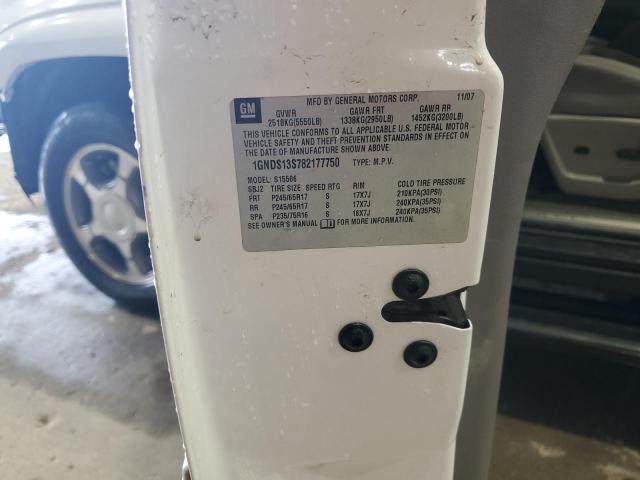 MFD BY GENERAL MOTORS CORP. 11/07
GM
GVWR GAWR FRT GAWR RR
2518KG(5550LB) 1338KG(2950LB) 1452KG(3200LB)
THIS VEHICLE CONFORMS TO ALL APPLICABLE U.S. FEDERAL MOTOR
VEHICLE SAFETY AND THEFT PREVENTION STANDARDS IN EFFECT ON
THE DATE OF MANUFACTURE SHOWN ABOVE.
1GNDS13S782177750 TYPE: M.P.V.
MODEL: S15506
SBJ2 TIRE SIZE SPEED RTG RIM COLD TIRE PRESSURE
FRT P245/65R17 S 17X7J 210KPA(30PSI)
RR P245/65R17 S 17X7J 240KPA(35PSI)
SPA P235/75R16 S 16X7J 240KPA(35PSI)
SEE OWNER'S MANUAL FOR MORE INFORMATION.